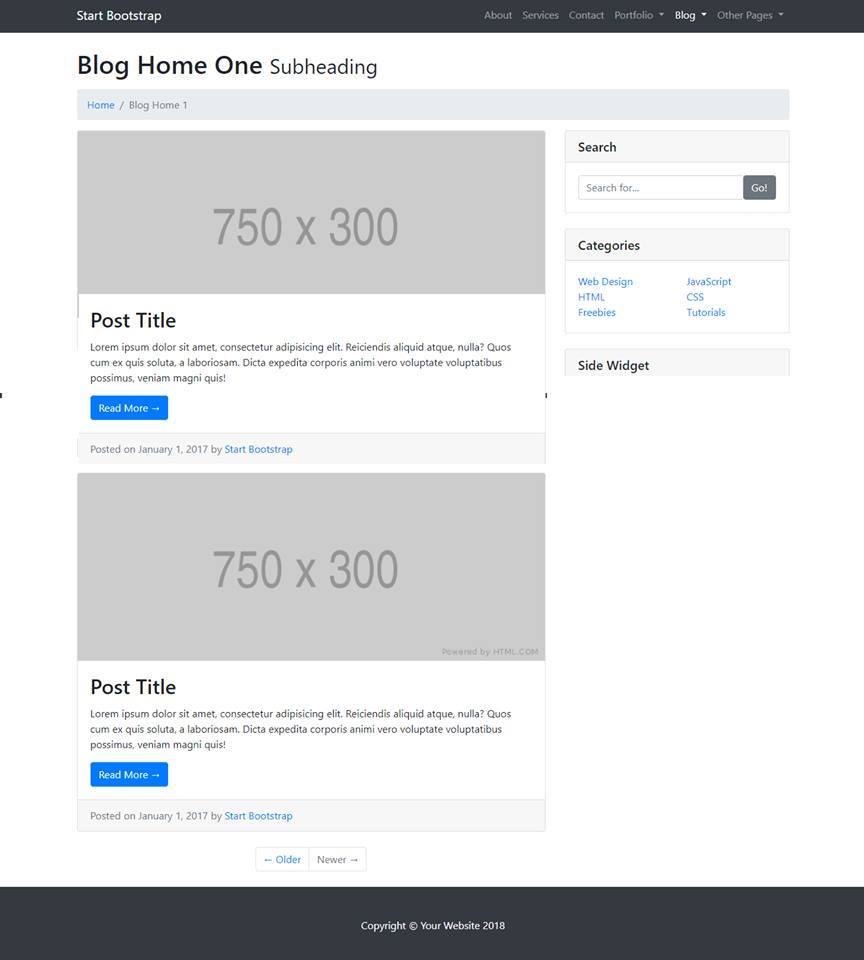 Start Bootstrap
About Services Contact Portfolio Blog Other Pages
Blog Home One Subheading
Home / Blog Home 1
750 x 300
Post Title
Lorem ipsum dolor sit amet, consectetur adipisicing elit. Reiciendis aliquid atque, nulla? Quos
cum ex quis soluta, a laboriosam. Dicta expedita corporis animi vero voluptate voluptatibus
possimus, veniam magni quis!
Read More →
Posted on January 1, 2017 by Start Bootstrap
750 x 300
Powered by HTML.COM
Post Title
Lorem ipsum dolor sit amet, consectetur adipisicing elit. Reiciendis aliquid atque, nulla? Quos
cum ex quis soluta, a laboriosam. Dicta expedita corporis animi vero voluptate voluptatibus
possimus, veniam magni quis!
Read More →
Posted on January 1, 2017 by Start Bootstrap
← Older Newer →
Search
Search for... Go!
Categories
Web Design JavaScript
HTML CSS
Freebies Tutorials
Side Widget
Copyright © Your Website 2018